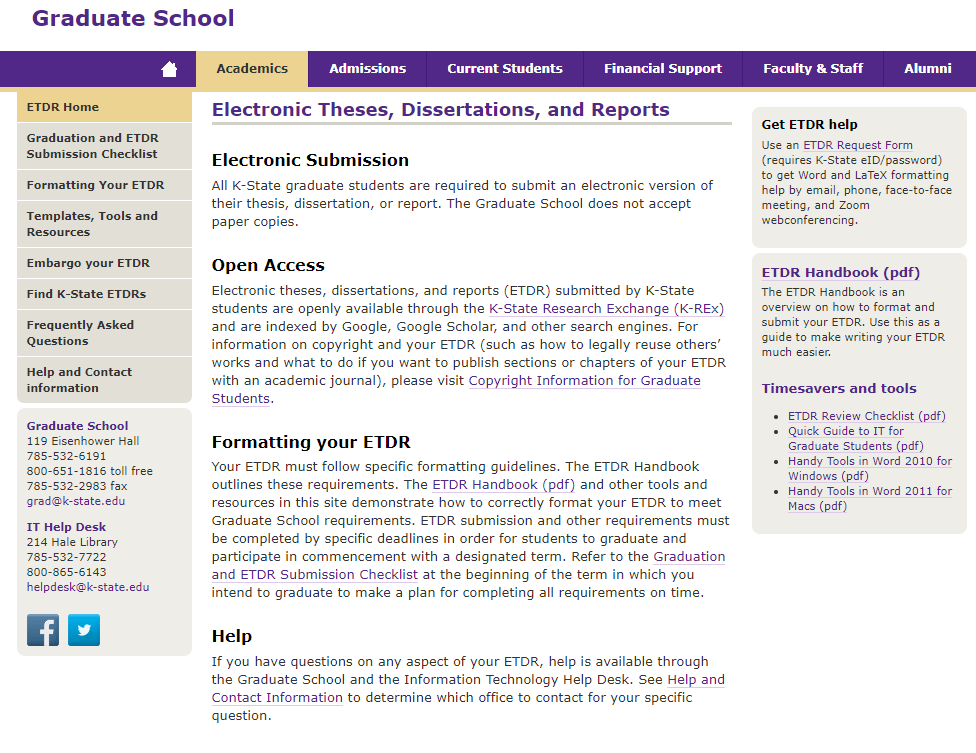 Graduate School
Academics
Admissions
Current Students
Financial Support
Faculty & Staff
Alumni
ETDR Home
Graduation and ETDR
Submission Checklist
Formatting Your ETDR
Templates, Tools and
Resources
Embargo your ETDR
Find K-State ETDRs
Frequently Asked
Questions
Help and Contact
information
Graduate School
119 Eisenhower Hall
785-532-6191
800-651-1816 toll free
785-532-2983 fax
grad@k-state.edu
IT Help Desk
214 Hale Library
785-532-7722
800-865-6143
helpdesk@k-state.edu
Electronic Theses, Dissertations, and Reports
Electronic Submission
All K-State graduate students are required to submit an electronic version of
their thesis, dissertation, or report. The Graduate School does not accept
paper copies.
Open Access
Electronic theses, dissertations, and reports (ETDR) submitted by K-State
students are openly available through the K-State Research Exchange (K-REx)
and are indexed by Google, Google Scholar, and other search engines. For
information on copyright and your ETDR (such as how to legally reuse others’
works and what to do if you want to publish sections or chapters of your ETDR
with an academic journal), please visit Copyright Information for Graduate
Students.
Formatting your ETDR
Your ETDR must follow specific formatting guidelines. The ETDR Handbook
outlines these requirements. The ETDR Handbook (pdf) and other tools and
resources in this site demonstrate how to correctly format your ETDR to meet
Graduate School requirements. ETDR submission and other requirements must
be completed by specific deadlines in order for students to graduate and
participate in commencement with a designated term. Refer to the Graduation
and ETDR Submission Checklist at the beginning of the term in which you
intend to graduate to make a plan for completing all requirements on time.
Help
If you have questions on any aspect of your ETDR, help is available through
the Graduate School and the Information Technology Help Desk. See Help and
Contact Information to determine which office to contact for your specific
question.
Get ETDR help
Use an ETDR Request Form
(requires K-State eID/password)
to get Word and LaTeX formatting
help by email, phone, face-to-face
meeting, and Zoom
webconferencing.
ETDR Handbook (pdf)
The ETDR Handbook is an
overview on how to format and
submit your ETDR. Use this as a
guide to make writing your ETDR
much easier.
Timesavers and tools
ETDR Review Checklist (pdf)
Quick Guide to IT for
Graduate Students (pdf)
Handy Tools in Word 2010 for
Windows (pdf)
Handy Tools in Word 2011 for
Macs (pdf)